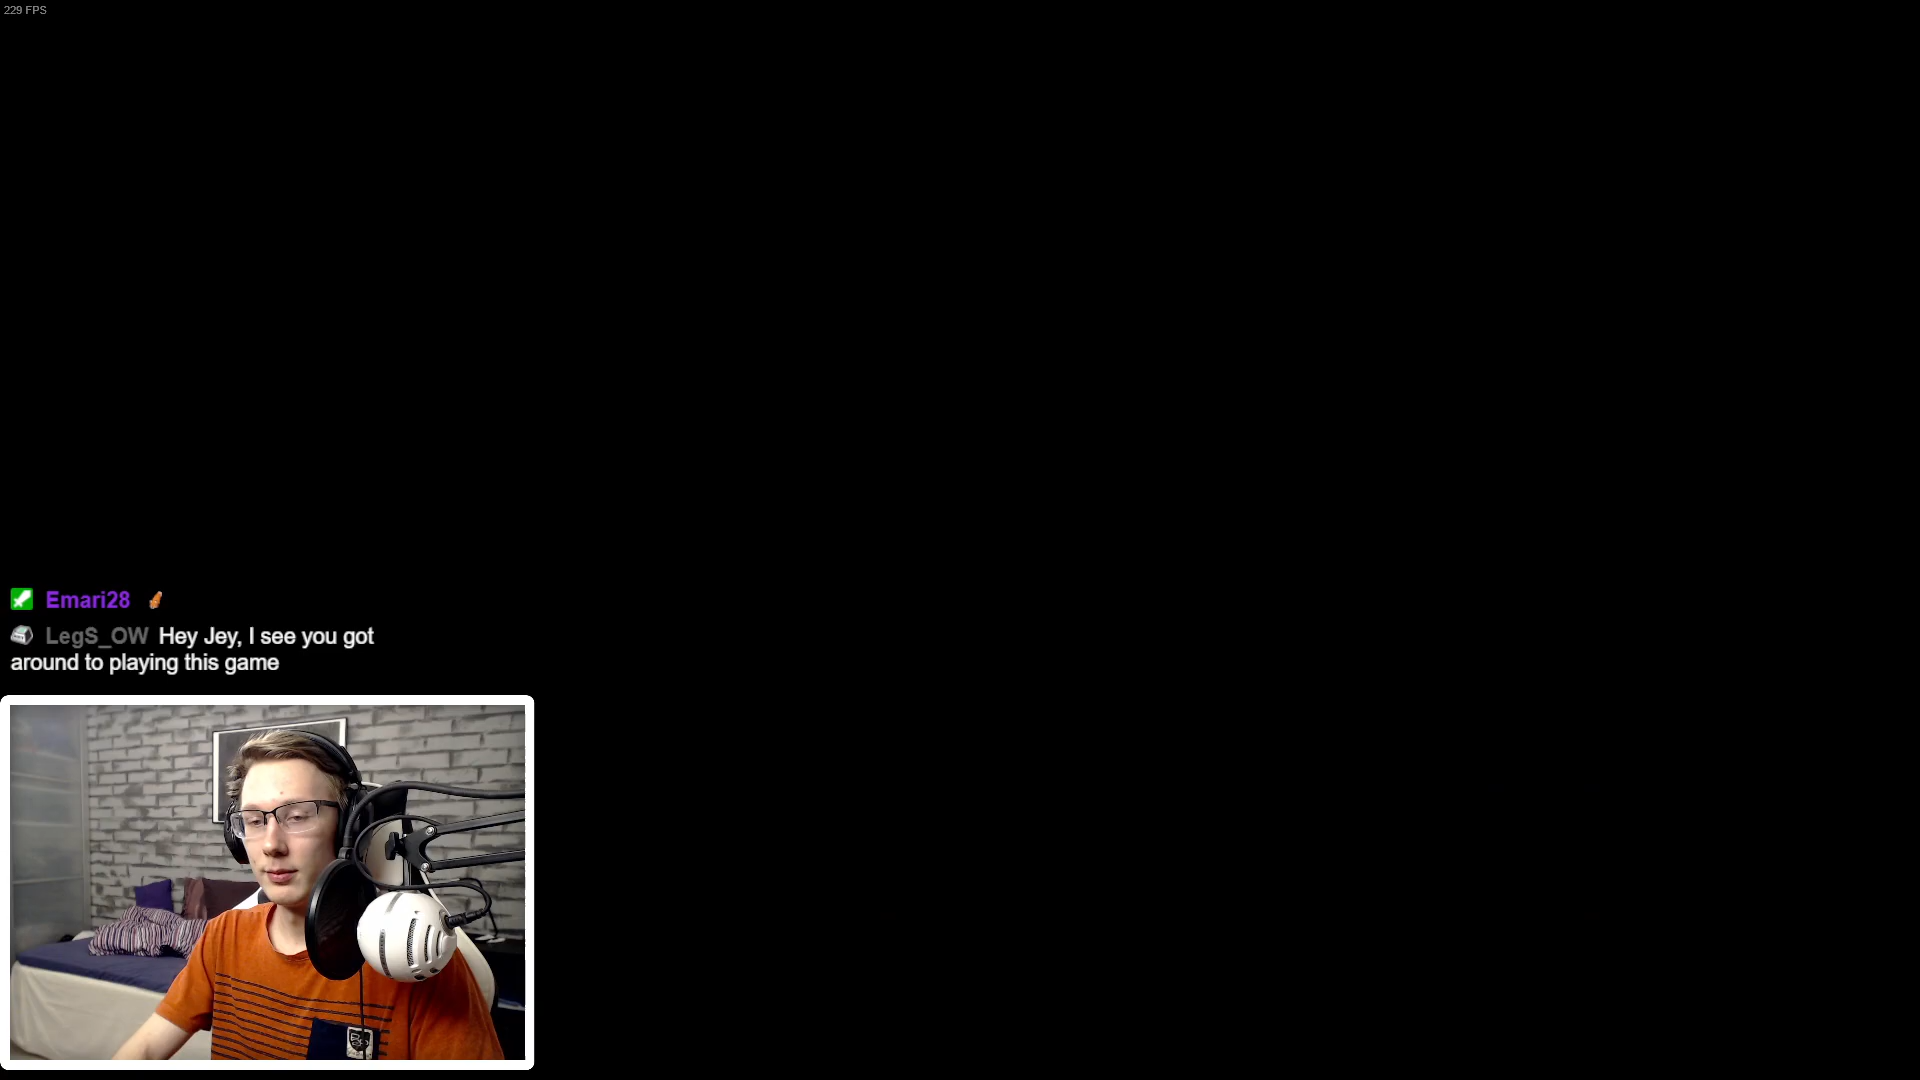 229 FPS
Emari28
LegS_OW Hey Jey, I see you got
around to playing this game